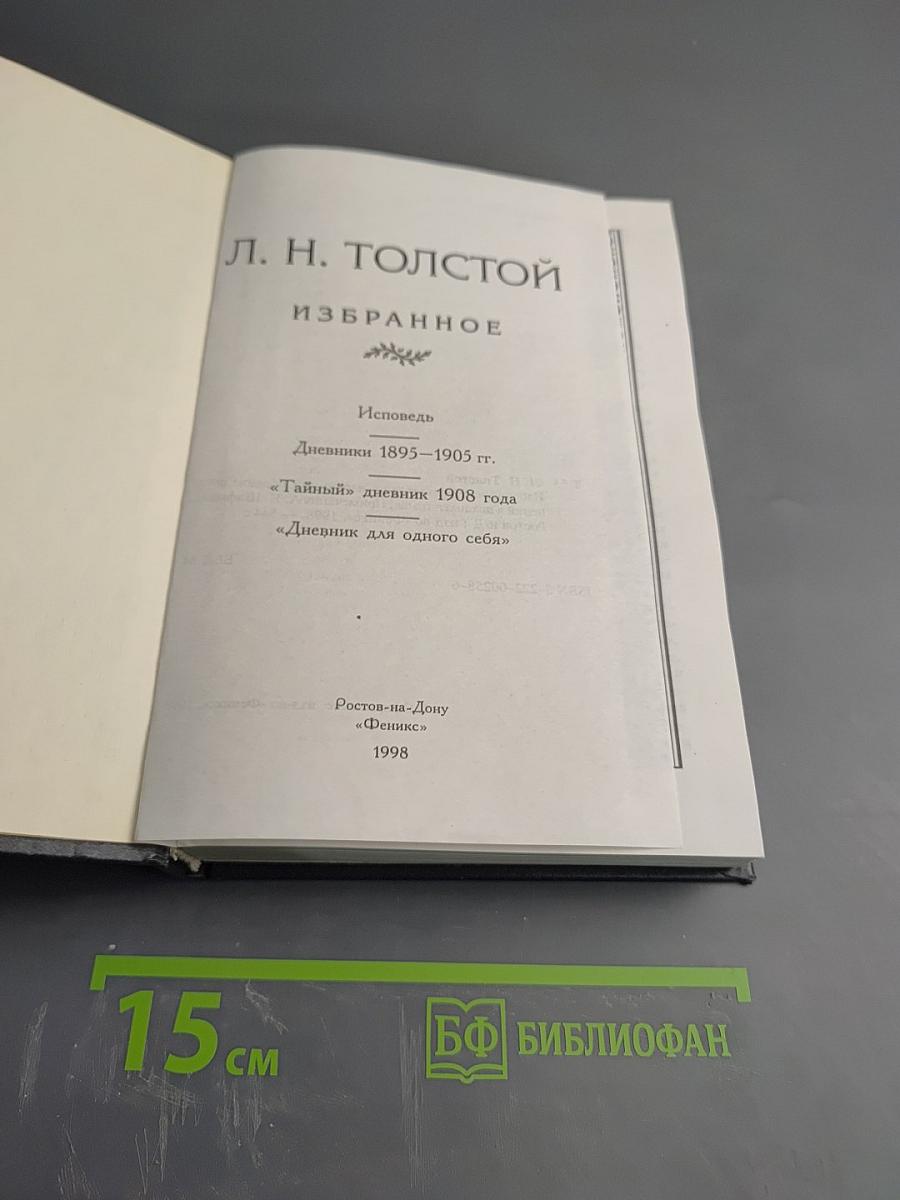 Л. Н. ТОЛСТОЙ
ИЗБРАННОЕ
Исповедь
Дневники 1895—1905 гг.
«Тайный» дневник 1908 года
«Дневник для одного себя»
Ростов-на-Дону
«Феникс»
1998
15 см
БФ БИБЛИОФАН